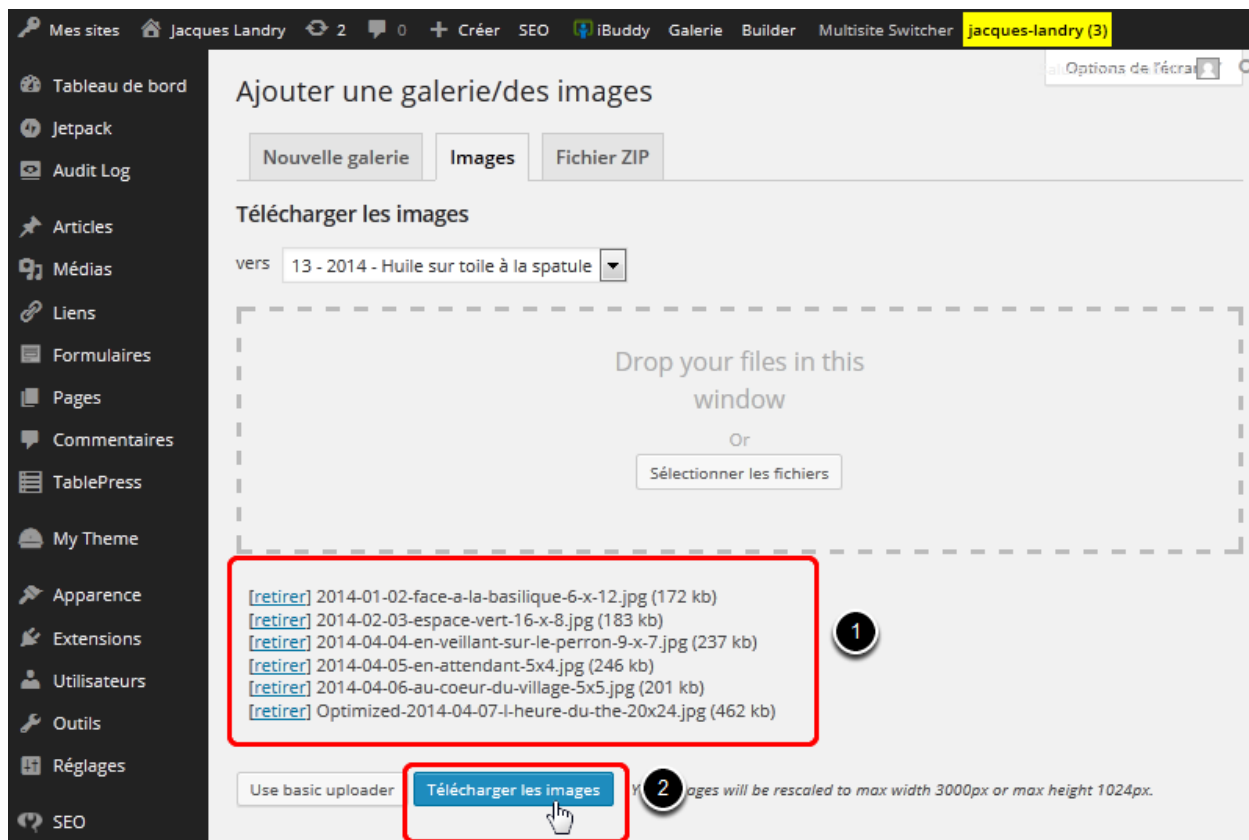 Mes sites Jacques Landry 2 0 + Créer SEO iBuddy Galerie Builder Multisite Switcher jacques-landry (3)
Options de l'écran
Tableau de bord
Jetpack
Audit Log
Articles
Médias
Liens
Formulaires
Pages
Commentaires
TablePress
My Theme
Apparence
Extensions
Utilisateurs
Outils
Réglages
SEO
Ajouter une galerie/des images
Nouvelle galerie Images Fichier ZIP
Télécharger les images
vers 13 - 2014 - Huile sur toile à la spatule
Drop your files in this
window
Or
Sélectionner les fichiers
[retirer] 2014-01-02-face-a-la-basilique-6-x-12.jpg (172 kb)
[retirer] 2014-02-03-espace-vert-16-x-8.jpg (183 kb)
[retirer] 2014-04-04-en-veillant-sur-le-perron-9-x-7.jpg (237 kb)
[retirer] 2014-04-05-en-attendant-5x4.jpg (246 kb)
[retirer] 2014-04-06-au-coeur-du-village-5x5.jpg (201 kb)
[retirer] Optimized-2014-04-07-l-heure-du-the-20x24.jpg (462 kb)
1
Use basic uploader Télécharger les images 2 ages will be rescaled to max width 3000px or max height 1024px.